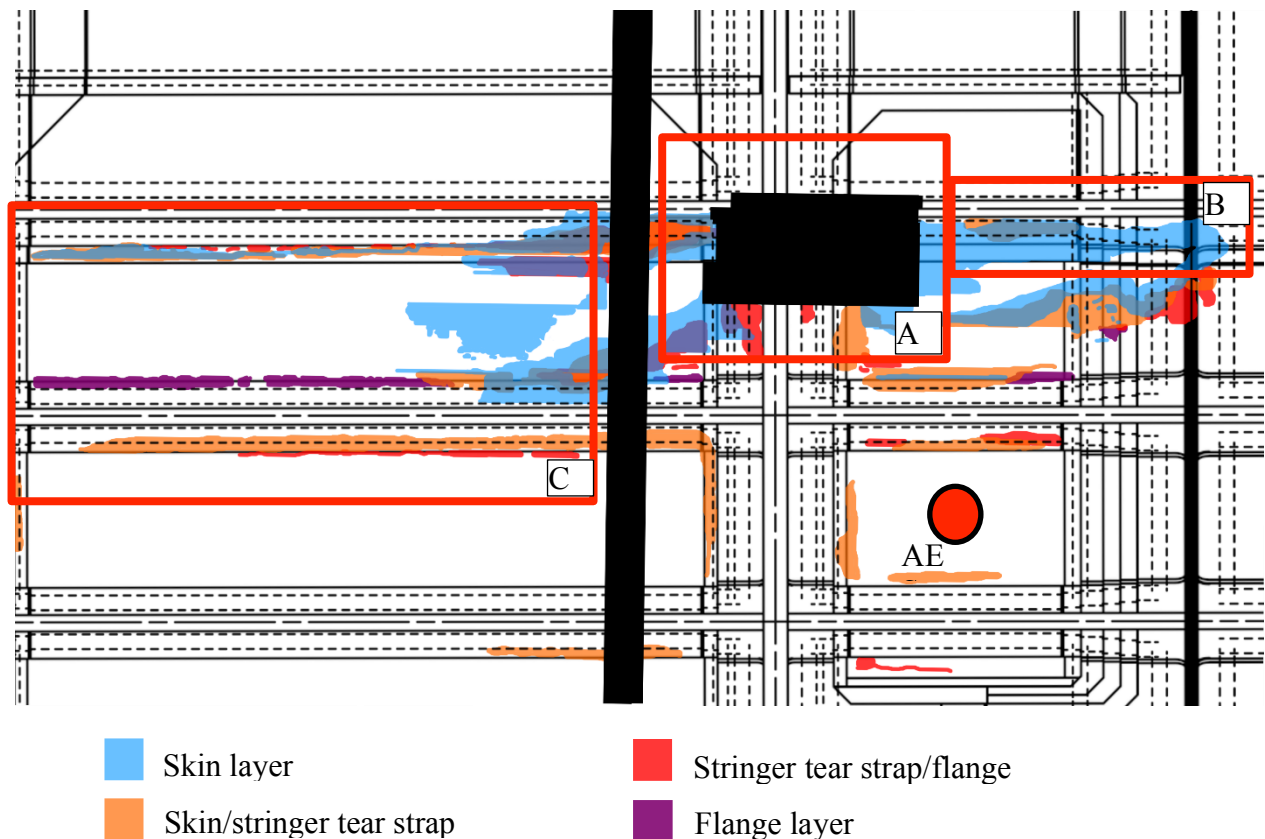 B
A
C
AE
Skin layer
Stringer tear strap/flange
Skin/stringer tear strap
Flange layer